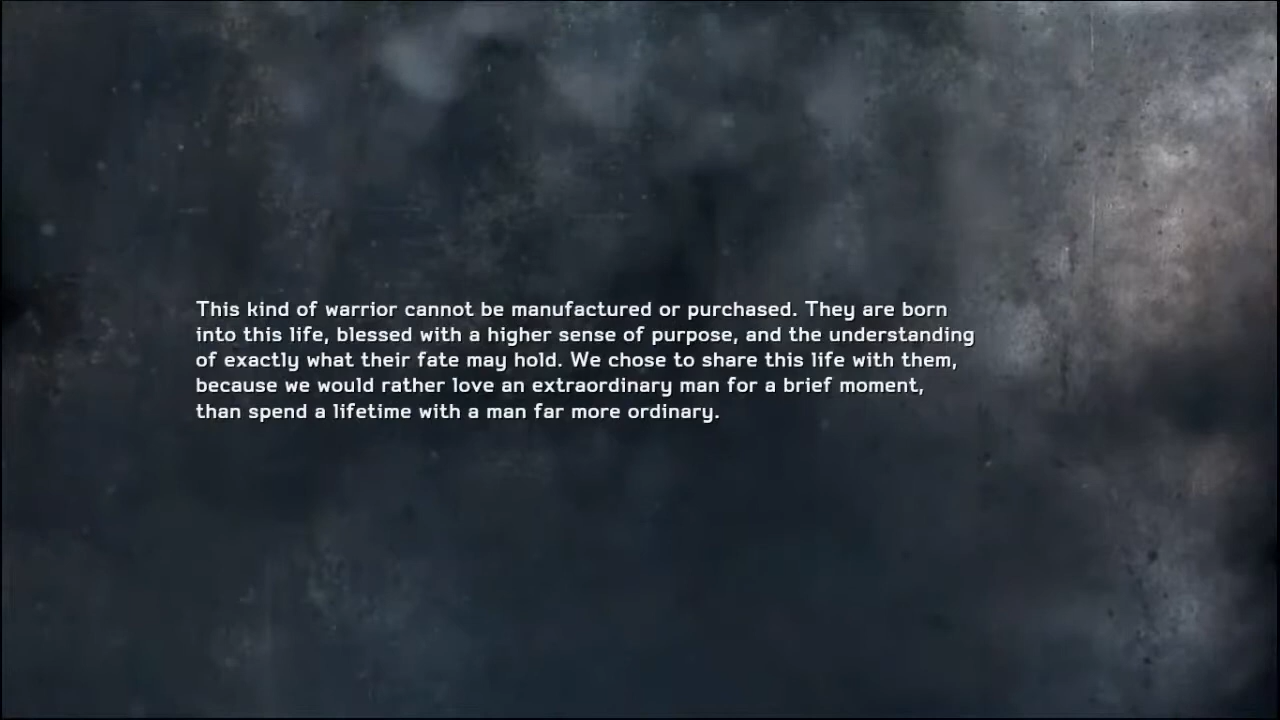 This kind of warrior cannot be manufactured or purchased. They are born
into this life, blessed with a higher sense of purpose, and the understanding
of exactly what their fate may hold. We chose to share this life with them,
because we would rather love an extraordinary man for a brief moment,
than spend a lifetime with a man far more ordinary.